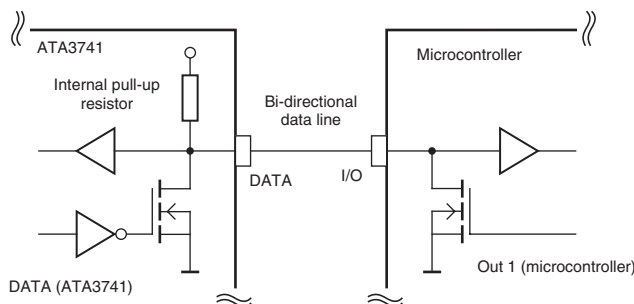 ATA3741
Microcontroller
Internal pull-up
resistor
Bi-directional
data line
DATA
I/O
DATA (ATA3741)
Out 1 (microcontroller)